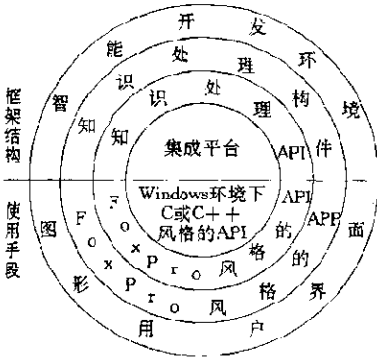 框架结构
智能开发环境
知识处理构件
知识处理API
集成平台
使用手段
Windows环境下
C或C++
风格的API
FoxPro风格的API
FoxPro风格的APP
图形用户界面